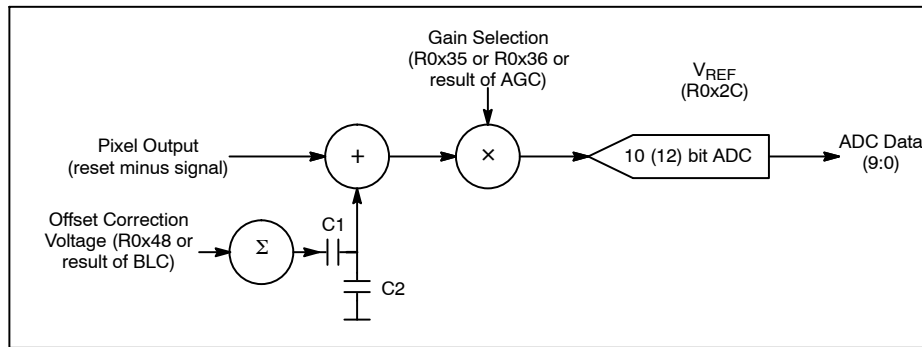 Gain Selection
(R0x35 or R0x36 or
result of AGC)
VREF
(R0x2C)
Pixel Output
(reset minus signal)
+
×
10 (12) bit ADC
ADC Data
(9:0)
Offset Correction
Voltage (R0x48 or
result of BLC)
Σ
C1
C2